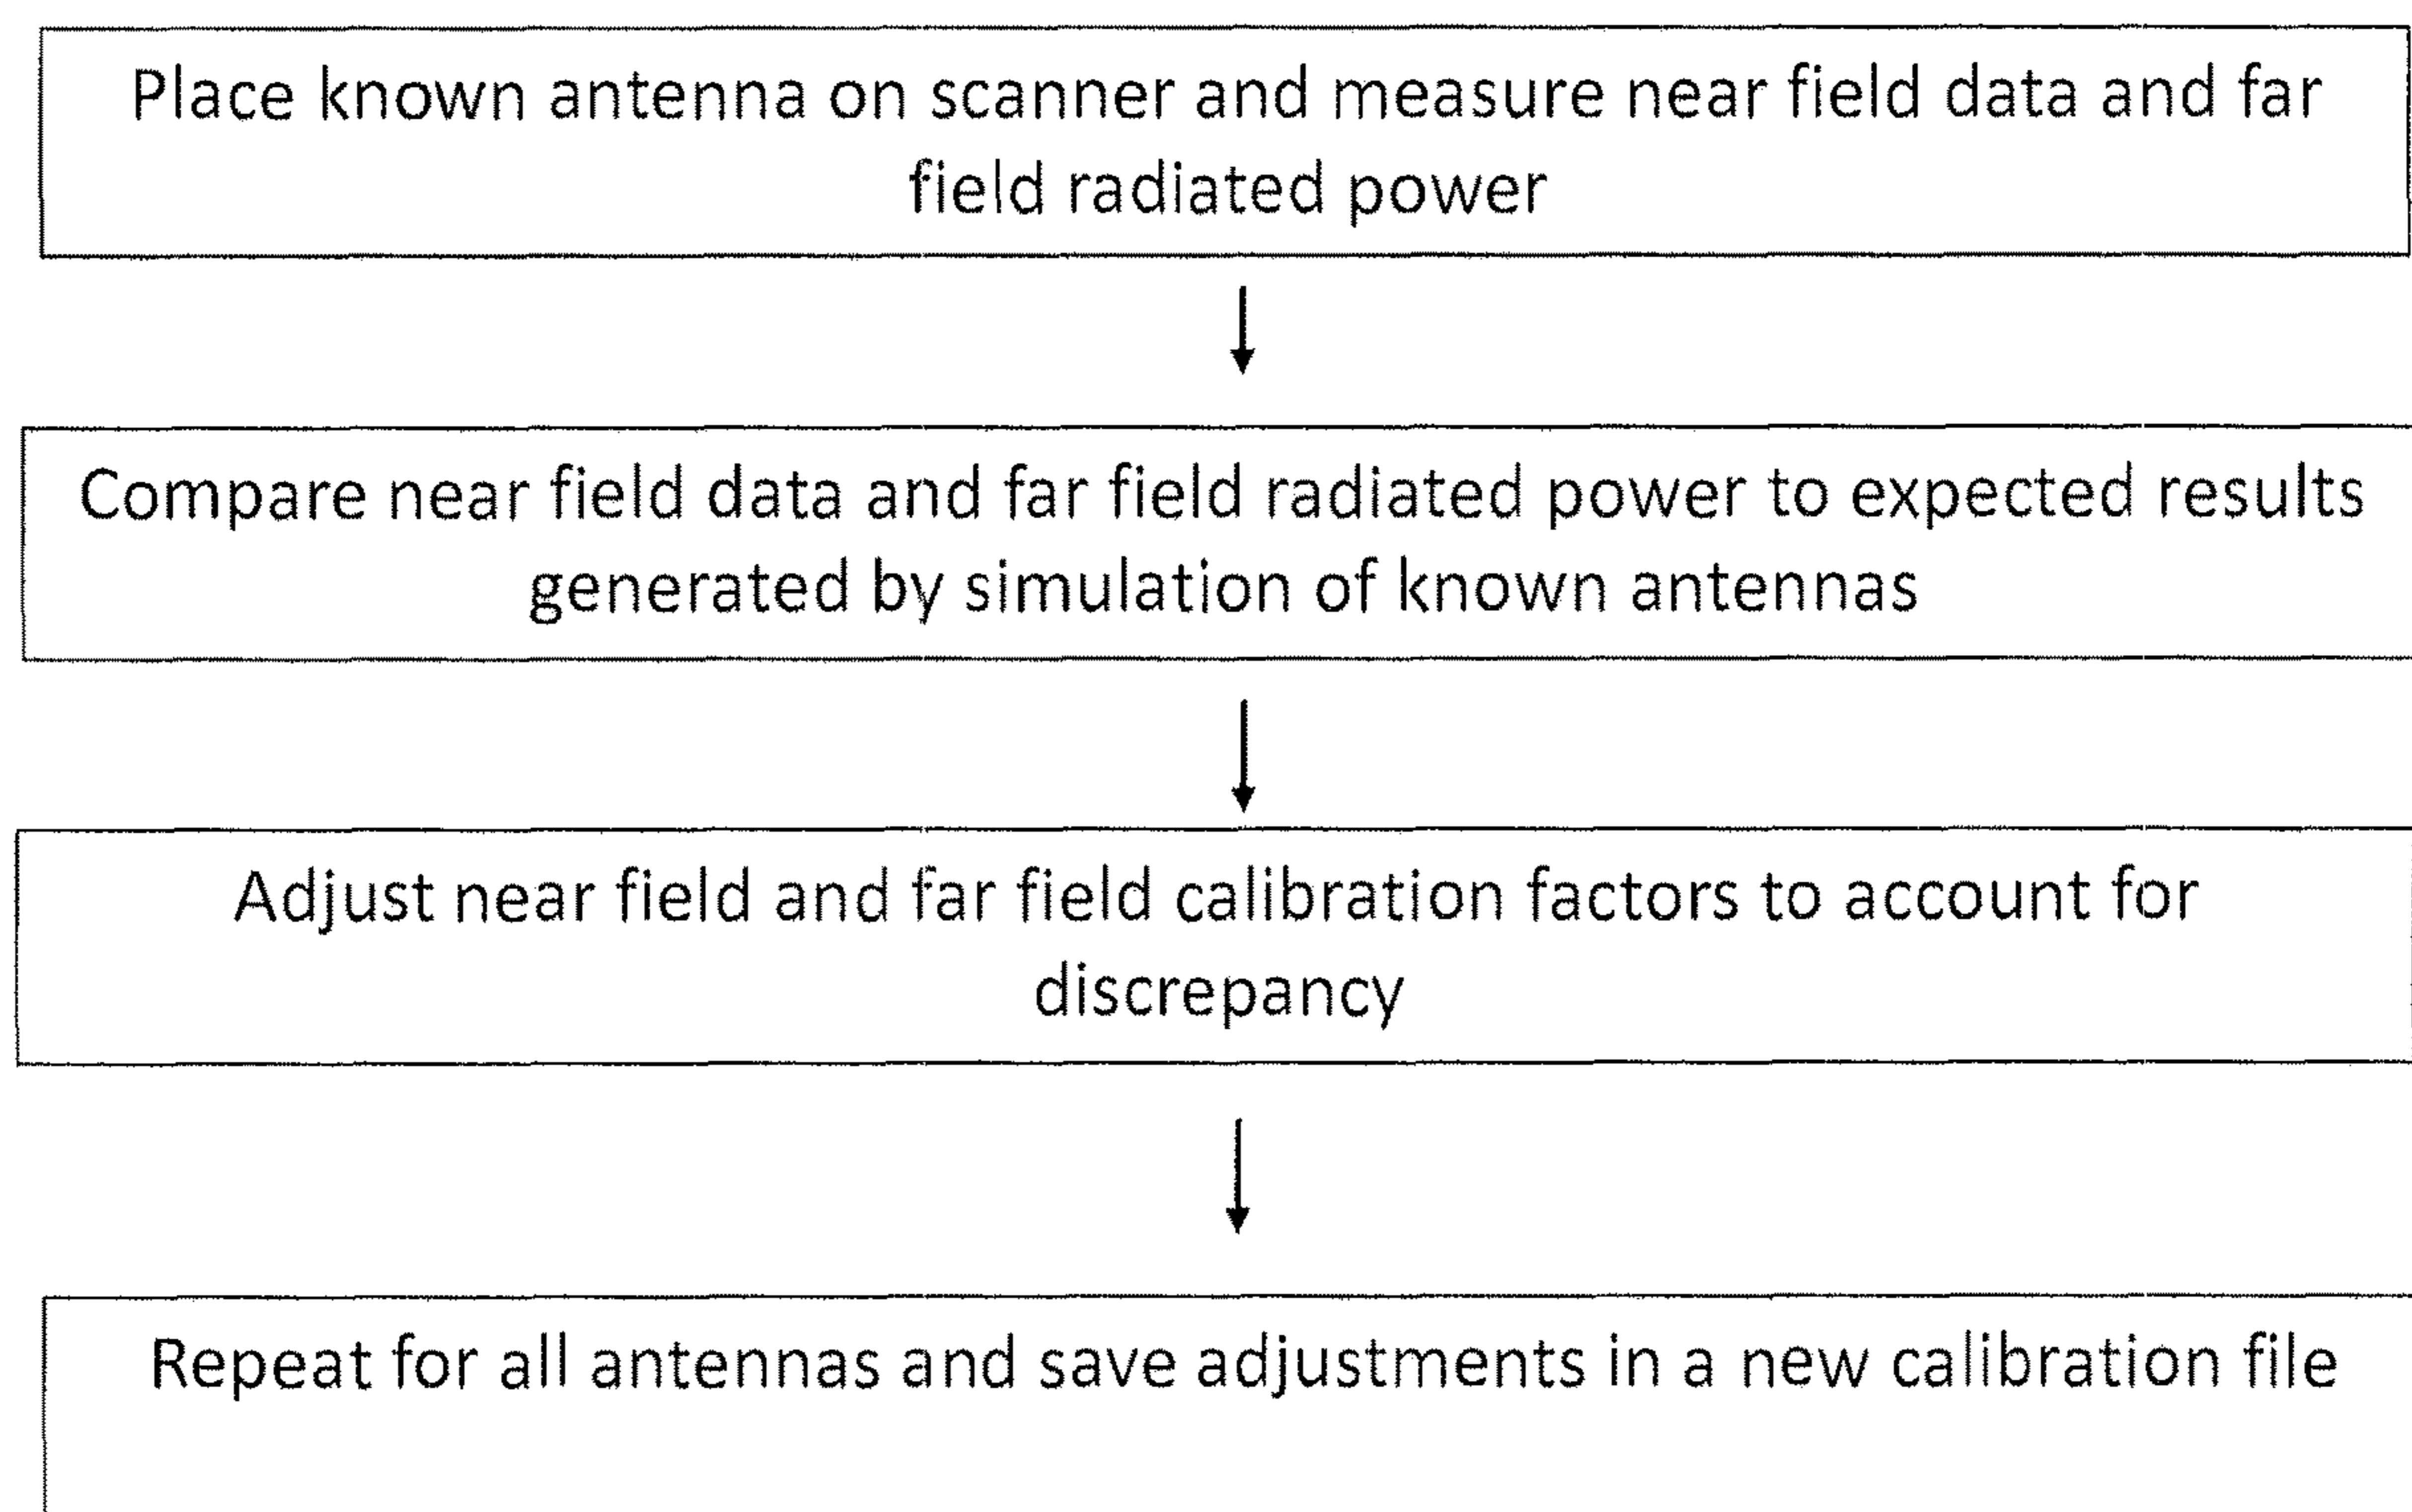 Place known antenna on scanner and measure near field data and far
field radiated power
Compare near field data and far field radiated power to expected results
generated by simulation of known antennas
Adjust near field and far field calibration factors to account for
discrepancy
Repeat for all antennas and save adjustments in a new calibration file